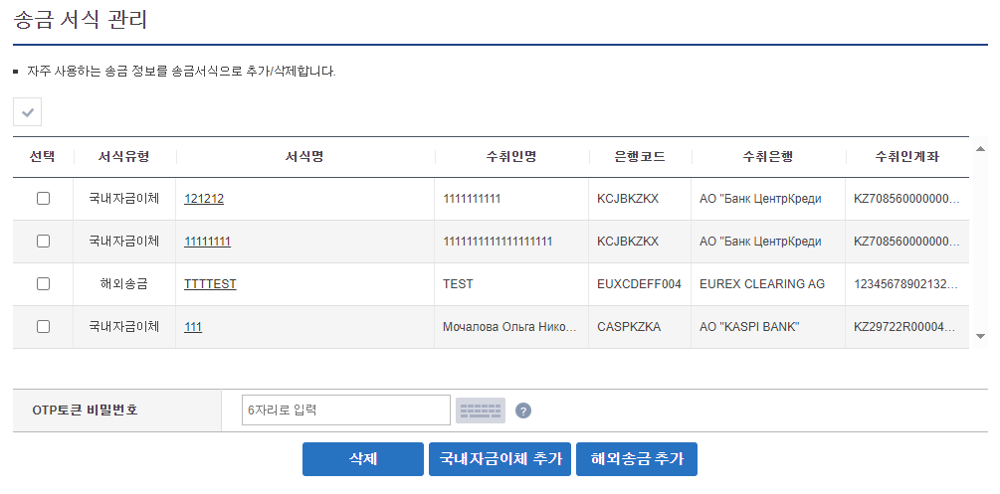 송금 서식 관리
자주 사용하는 송금 정보를 송금서식으로 추가/삭제합니다.
선택 서식유형 서식명 수취인명 은행코드 수취은행 수취인계좌
국내자금이체 121212 1111111111 KCJBKZKX АО "Банк ЦентрКреди KZ708560000000...
국내자금이체 11111111 1111111111111111111 KCJBKZKX АО "Банк ЦентрКреди KZ708560000000...
해외송금 TTTTEST TEST EUXCDEFF004 EUREX CLEARING AG 12345678902132...
국내자금이체 111 Мочалова Ольга Нико... CASPKZKA АО "KASPI BANK" KZ29722R00004...
OTP토큰 비밀번호 6자리로 입력 ?
삭제 국내자금이체 추가 해외송금 추가